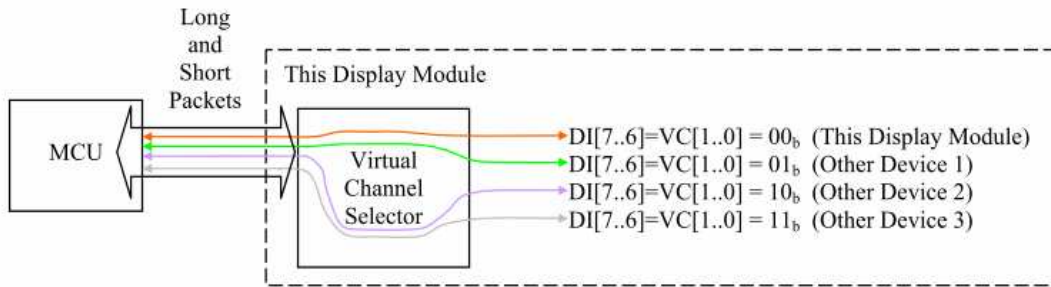 Long
and
Short
Packets
This Display Module
MCU
Virtual
Channel
Selector
DI[7..6]=VC[1..0] = 00b (This Display Module)
DI[7..6]=VC[1..0] = 01b (Other Device 1)
DI[7..6]=VC[1..0] = 10b (Other Device 2)
DI[7..6]=VC[1..0] = 11b (Other Device 3)